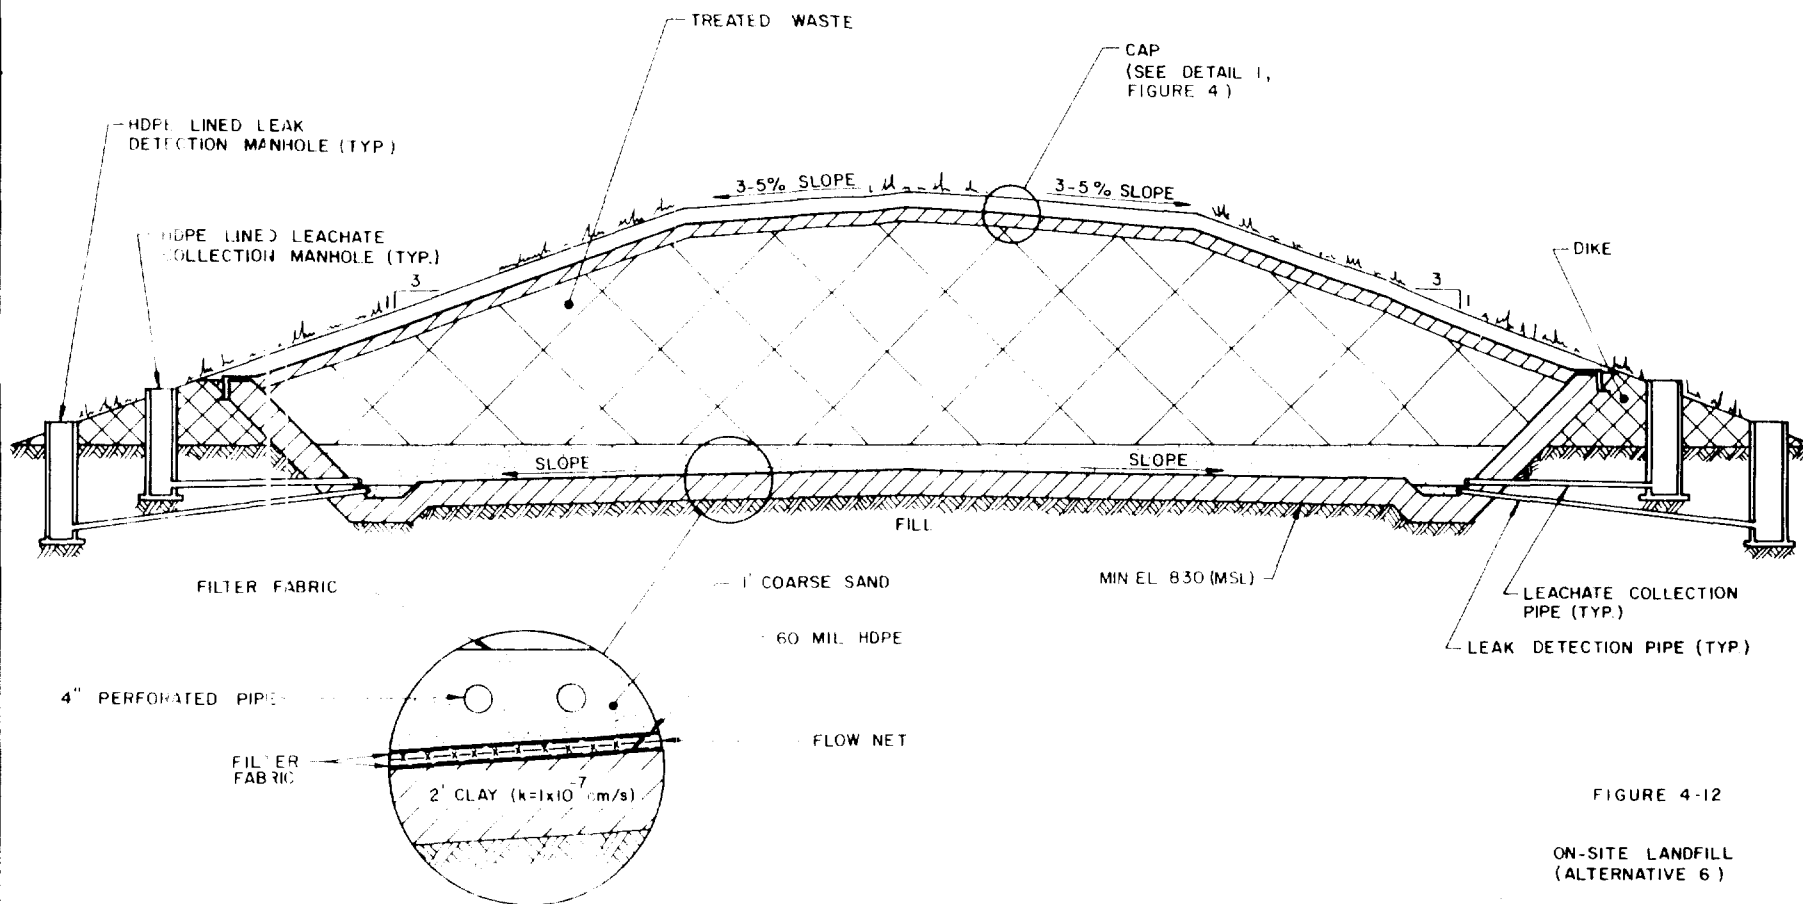 TREATED WASTE
CAP
(SEE DETAIL 1,
FIGURE 4)
HDPE LINED LEAK
DETECTION MANHOLE (TYP.)
3-5% SLOPE
3-5% SLOPE
HDPE LINED LEACHATE
COLLECTION MANHOLE (TYP.)
DIKE
3
1
3
1
SLOPE
SLOPE
FILL
FILTER FABRIC
1' COARSE SAND
MIN EL 830 (MSL)
LEACHATE COLLECTION
PIPE (TYP.)
60 MIL HDPE
LEAK DETECTION PIPE (TYP.)
4" PERFORATED PIPE
FLOW NET
FILTER
FABRIC
2' CLAY (k=1x10⁻⁷ cm/s)
FIGURE 4-12
ON-SITE LANDFILL
(ALTERNATIVE 6)